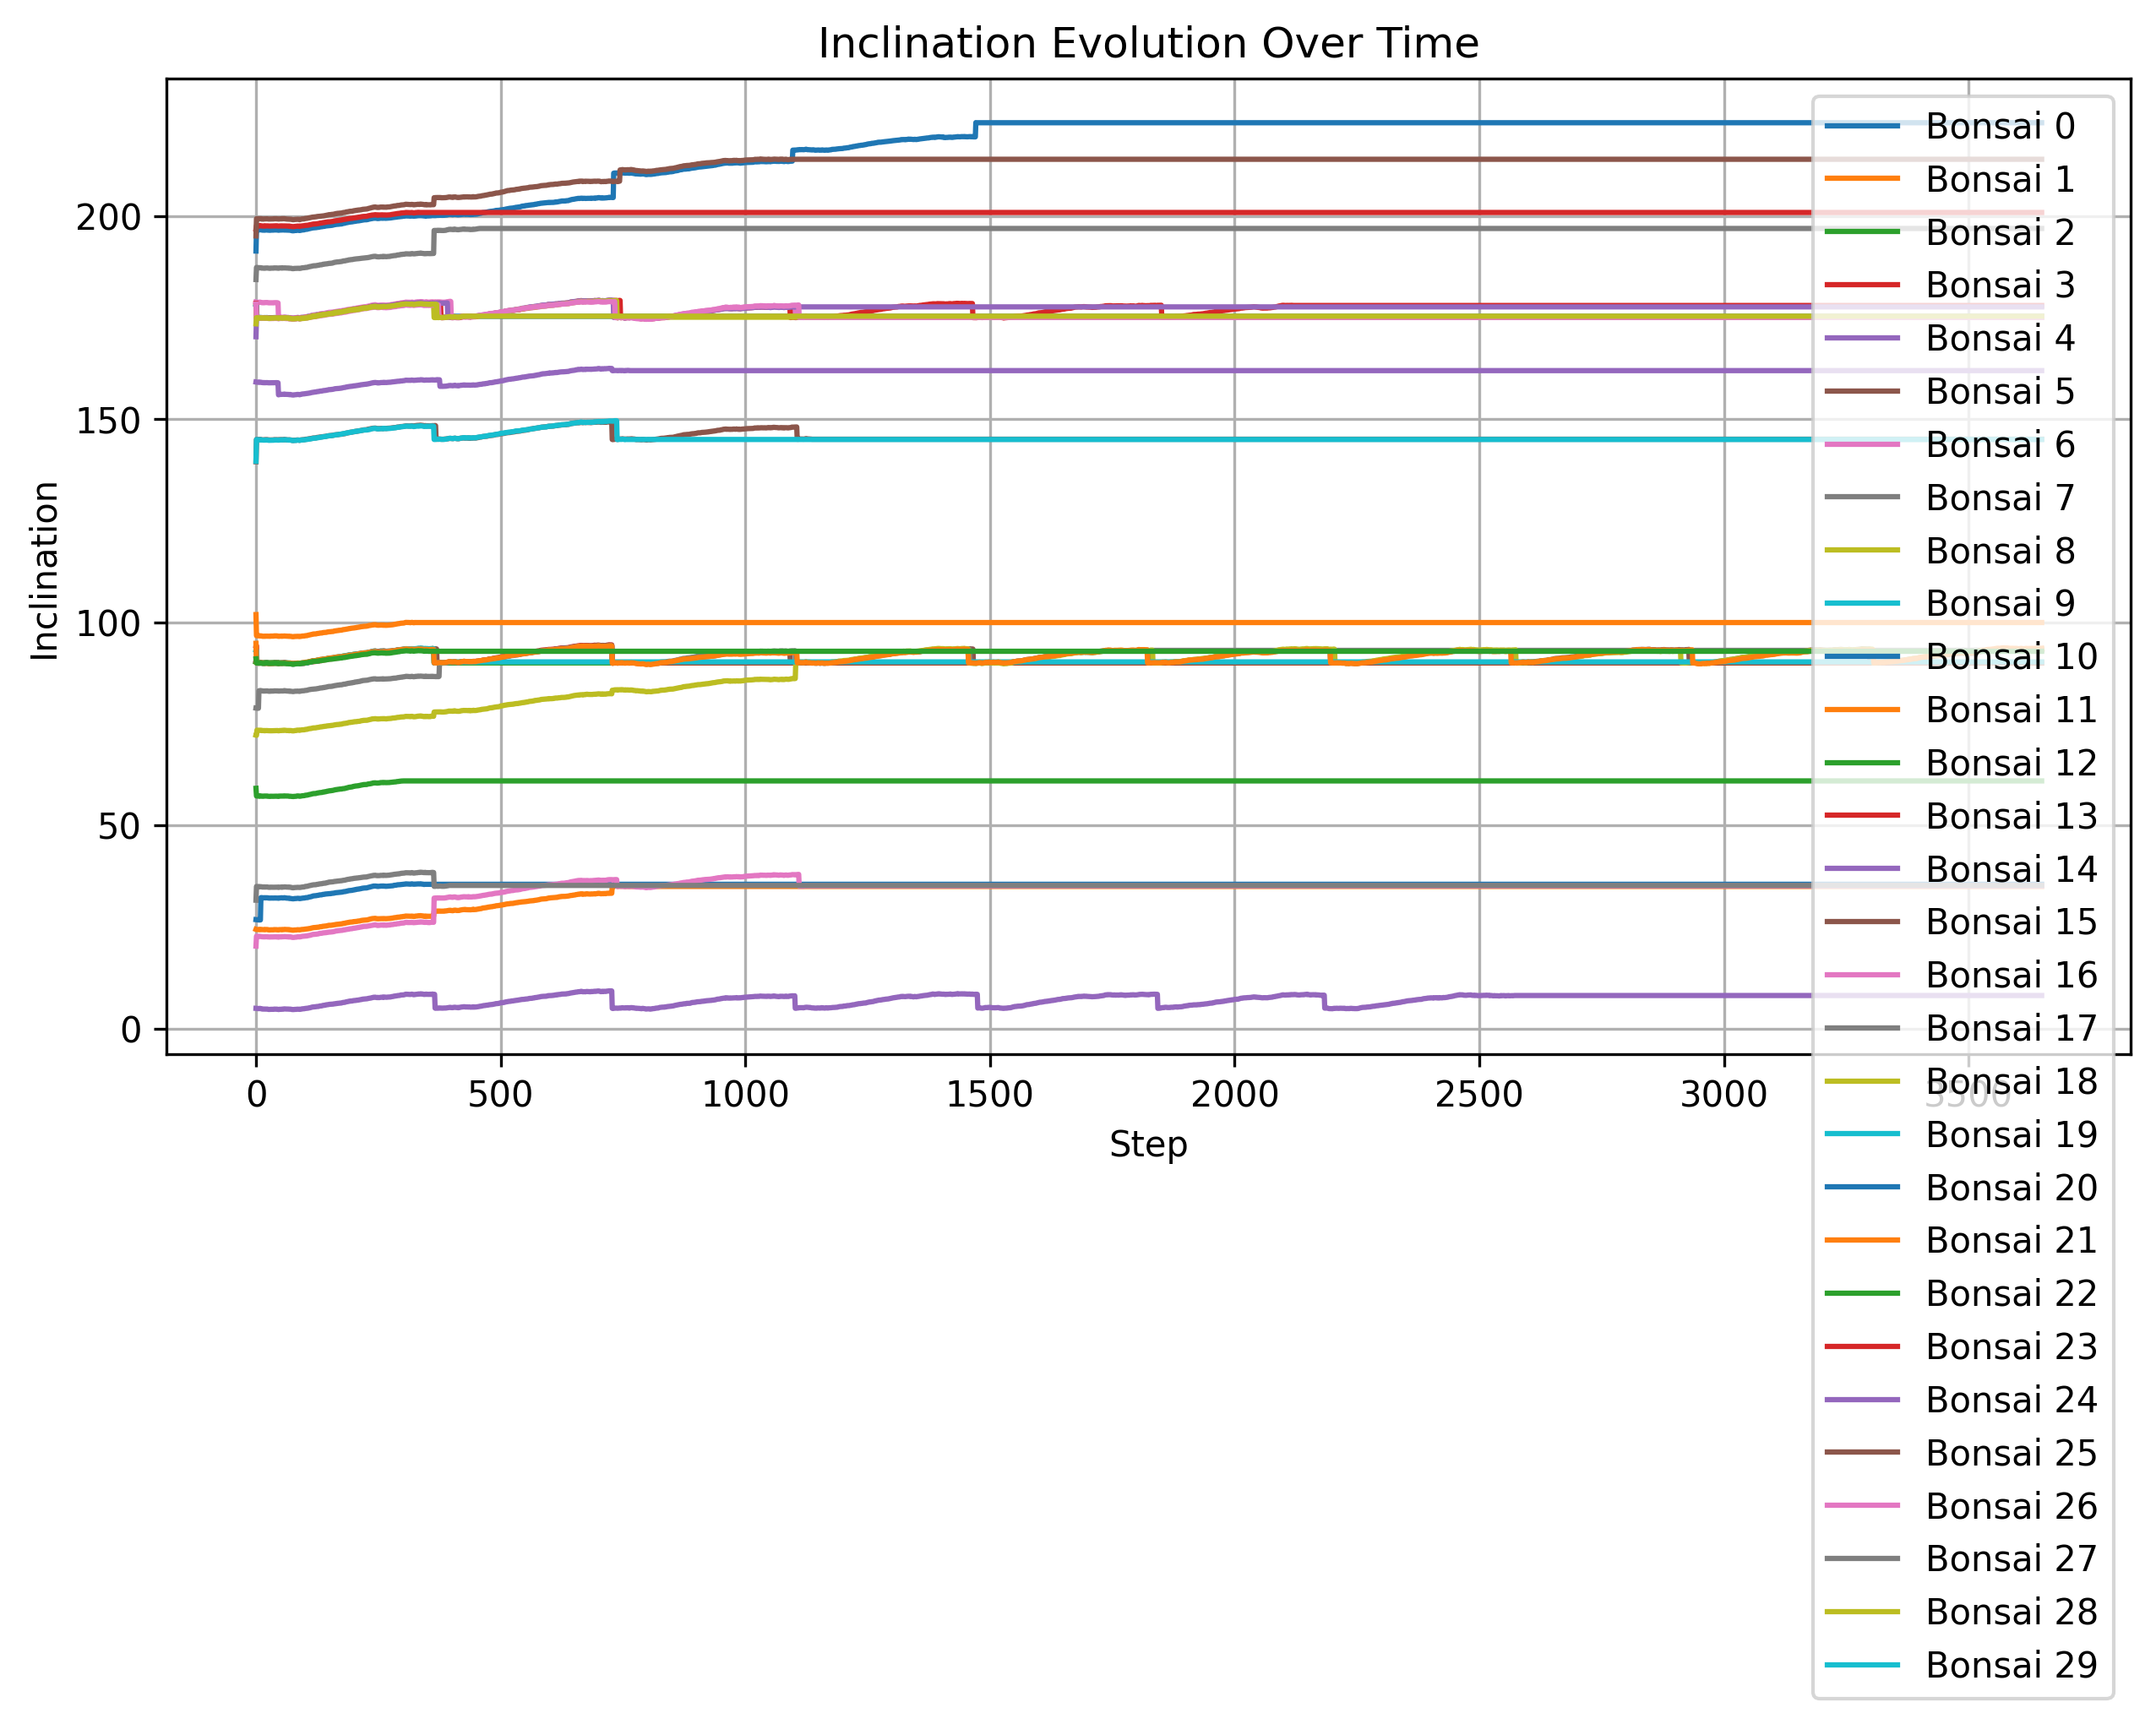 Inclination Evolution Over Time
Inclination
200
150
100
50
0
0 500 1000 1500 2000 2500 3000 3500
Step
Bonsai 0
Bonsai 1
Bonsai 2
Bonsai 3
Bonsai 4
Bonsai 5
Bonsai 6
Bonsai 7
Bonsai 8
Bonsai 9
Bonsai 10
Bonsai 11
Bonsai 12
Bonsai 13
Bonsai 14
Bonsai 15
Bonsai 16
Bonsai 17
Bonsai 18
Bonsai 19
Bonsai 20
Bonsai 21
Bonsai 22
Bonsai 23
Bonsai 24
Bonsai 25
Bonsai 26
Bonsai 27
Bonsai 28
Bonsai 29